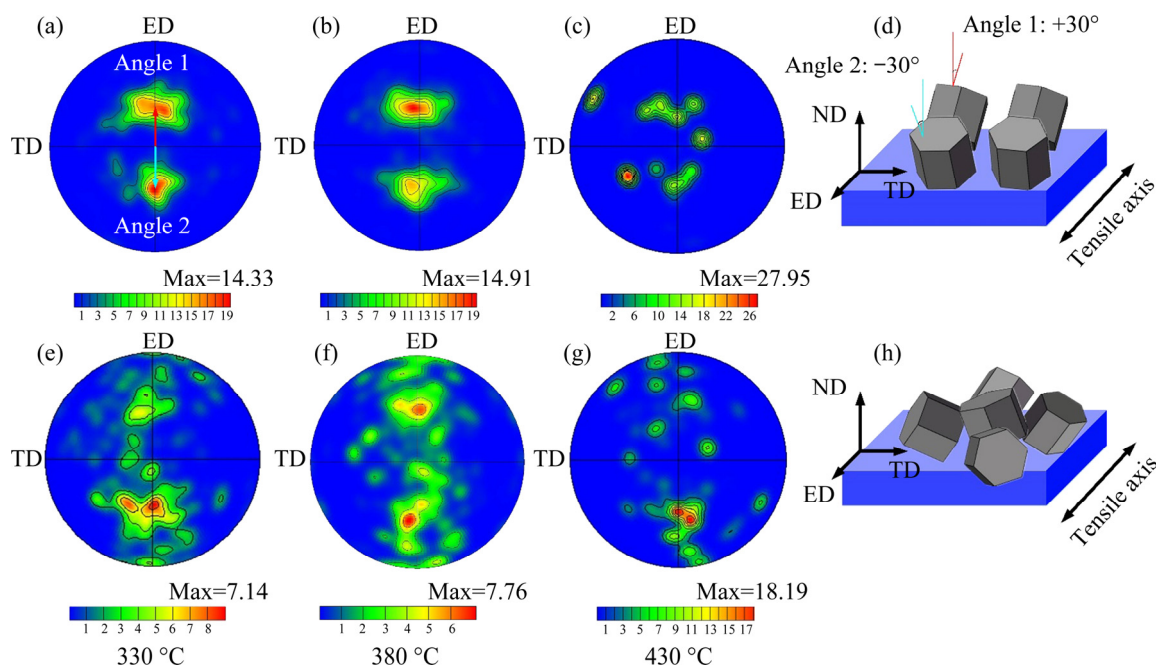 (a) ED (b) (c) ED (d) Angle 1: +30°
Angle 1
Angle 2: −30°
TD TD ND
ED TD
Angle 2
Tensile axis
Max=14.33 Max=14.91 Max=27.95
1 3 5 7 9 11 13 15 17 19 1 3 5 7 9 11 13 15 17 19 2 6 10 14 18 22 26
(e) ED (f) ED (g) ED (h)
ND
TD TD TD TD
ED
Tensile axis
Max=7.14 Max=7.76 Max=18.19
1 2 3 4 5 6 7 8 1 2 3 4 5 6 1 3 5 7 9 11 13 15 17
330 °C 380 °C 430 °C